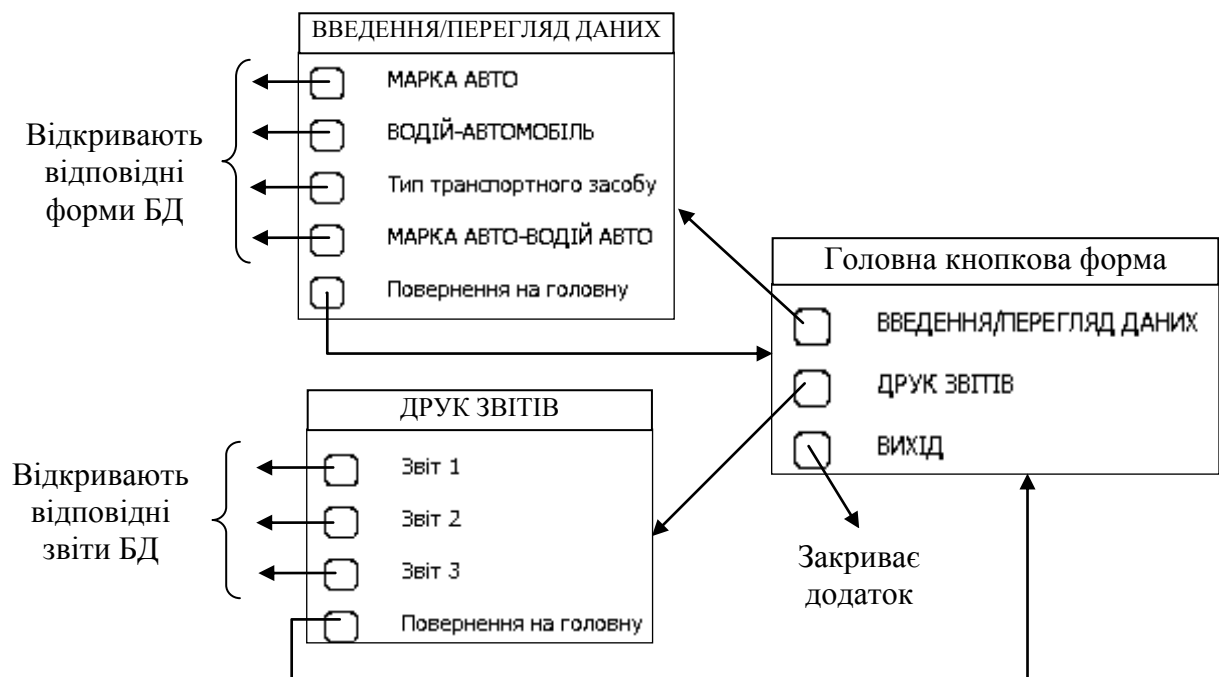 ВВЕДЕННЯ/ПЕРЕГЛЯД ДАНИХ
МАРКА АВТО
ВОДІЙ-АВТОМОБІЛЬ
Тип транспортного засобу
МАРКА АВТО-ВОДІЙ АВТО
Повернення на головну
Відкривають
відповідні
форми БД
Головна кнопкова форма
ВВЕДЕННЯ/ПЕРЕГЛЯД ДАНИХ
ДРУК ЗВІТІВ
ВИХІД
Закриває
додаток
ДРУК ЗВІТІВ
Звіт 1
Звіт 2
Звіт 3
Повернення на головну
Відкривають
відповідні
звіти БД